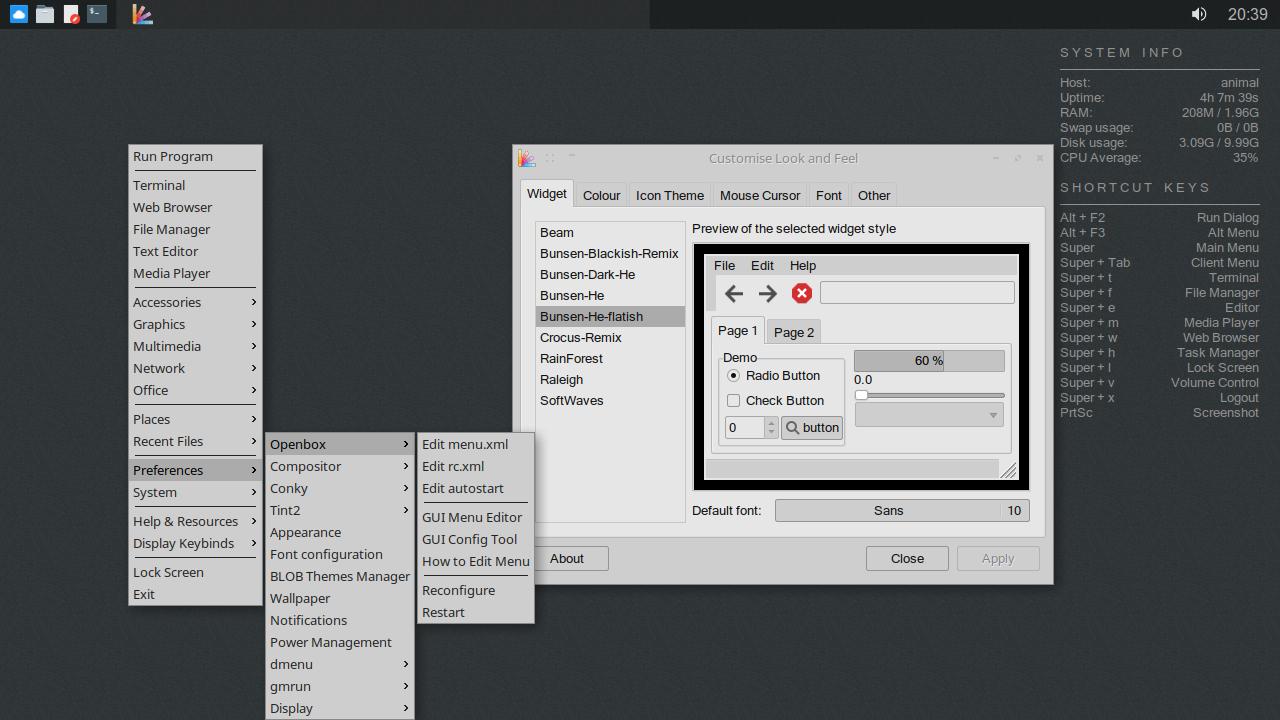 20:39
SYSTEM INFO
Host: animal
Uptime: 4h 7m 39s
RAM: 208M / 1.96G
Swap usage: 0B / 0B
Disk usage: 3.09G / 9.99G
CPU Average: 35%
SHORTCUT KEYS
Alt + F2 Run Dialog
Alt + F3 Alt Menu
Super Main Menu
Super + Tab Client Menu
Super + t Terminal
Super + f File Manager
Super + e Editor
Super + m Media Player
Super + w Web Browser
Super + h Task Manager
Super + l Lock Screen
Super + v Volume Control
Super + x Logout
PrtSc Screenshot
Run Program
Terminal
Web Browser
File Manager
Text Editor
Media Player
Accessories
Graphics
Multimedia
Network
Office
Places
Recent Files
Preferences
System
Help & Resources
Display Keybinds
Lock Screen
Exit
Openbox
Compositor
Conky
Tint2
Appearance
Font configuration
BLOB Themes Manager
Wallpaper
Notifications
Power Management
dmenu
gmrun
Display
Edit menu.xml
Edit rc.xml
Edit autostart
GUI Menu Editor
GUI Config Tool
How to Edit Menu
Reconfigure
Restart
Customise Look and Feel
Widget Colour Icon Theme Mouse Cursor Font Other
Beam
Bunsen-Blackish-Remix
Bunsen-Dark-He
Bunsen-He
Bunsen-He-flatish
Crocus-Remix
RainForest
Raleigh
SoftWaves
Preview of the selected widget style
File Edit Help
Page 1 Page 2
Demo
Radio Button
Check Button
0 button
60 %
0.0
Default font: Sans 10
About Close Apply